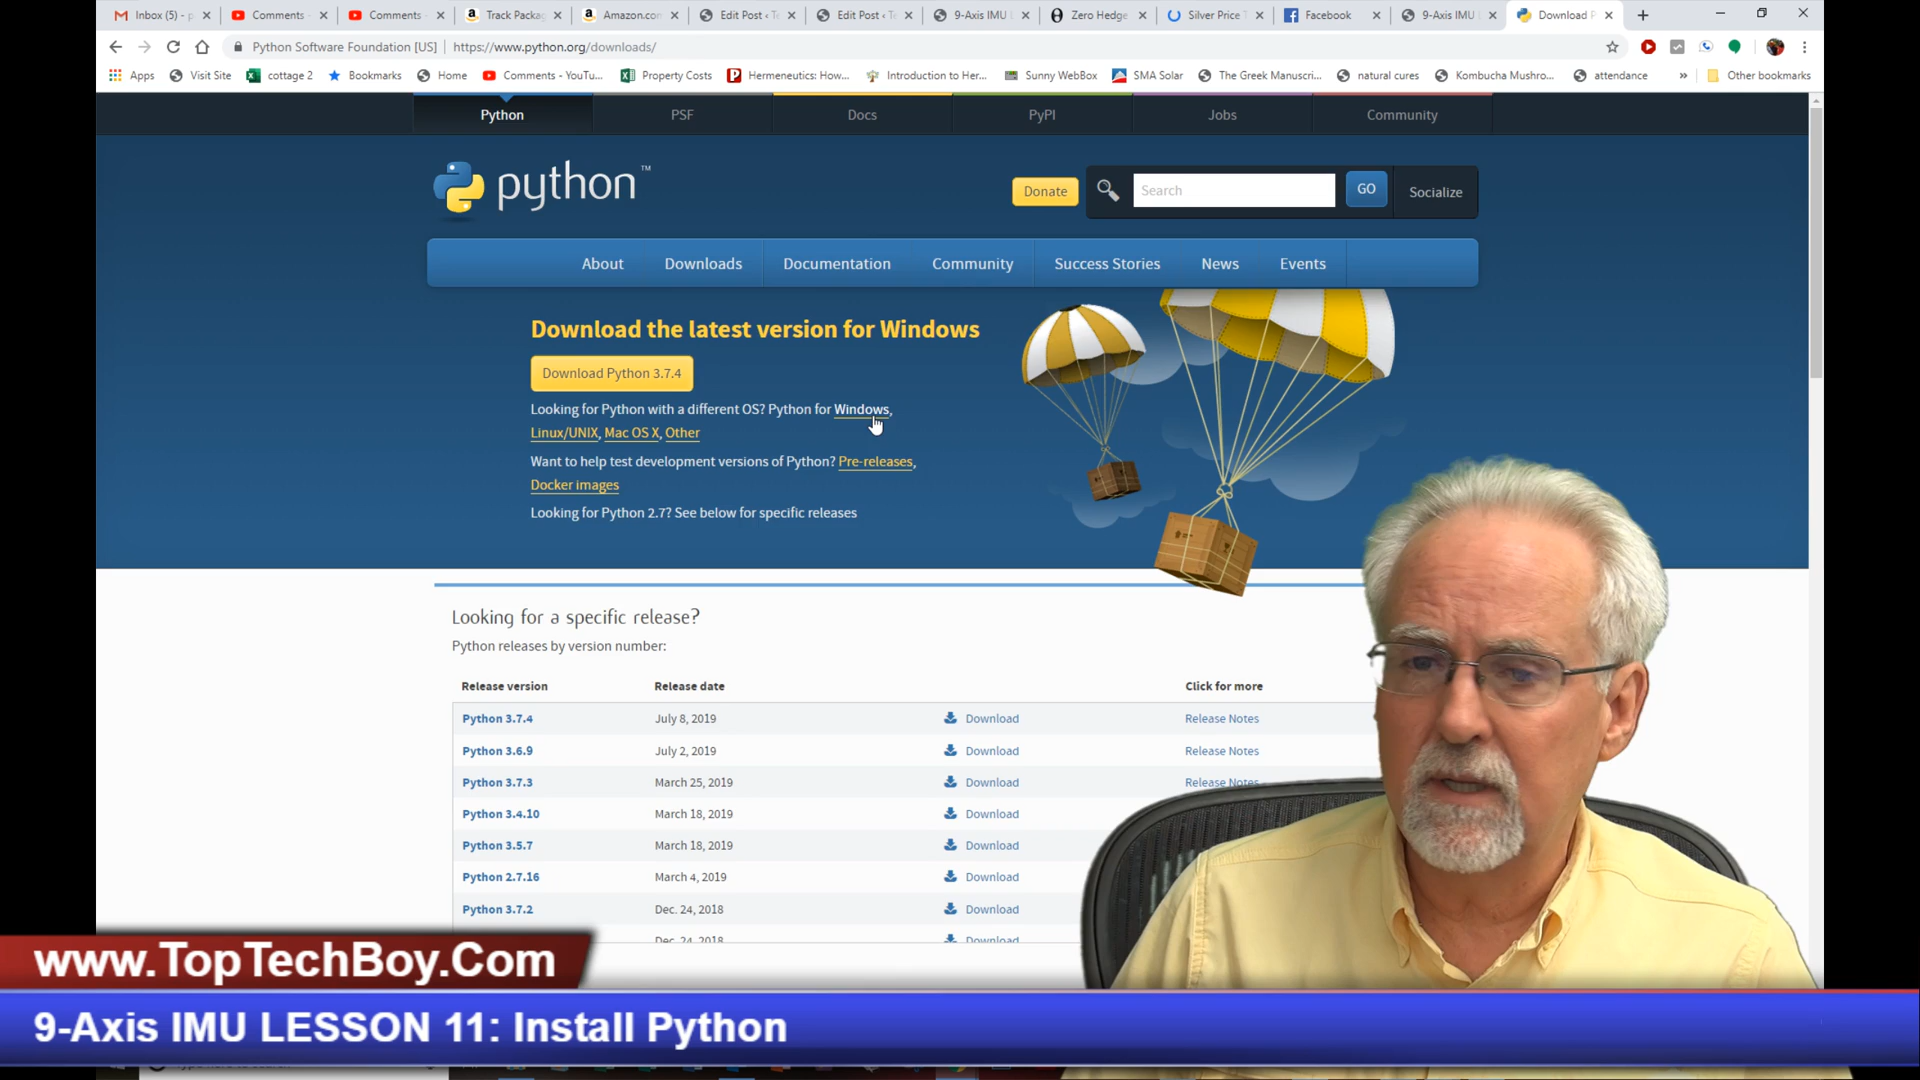 Inbox (5) - p
Comments -
Comments -
Track Packag
Amazon.com
Edit Post ‹ Te
Edit Post ‹ Te
9-Axis IMU L
Zero Hedge
Silver Price T
Facebook
9-Axis IMU L
Download P
Python Software Foundation [US] https://www.python.org/downloads/
Apps
Visit Site
cottage 2
Bookmarks
Home
Comments - YouTu...
Property Costs
Hermeneutics: How...
Introduction to Her...
Sunny WebBox
SMA Solar
The Greek Manuscri...
natural cures
Kombucha Mushro...
attendance
»
Other bookmarks
Python
PSF
Docs
PyPI
Jobs
Community
python™
Donate
Search
GO
Socialize
About
Downloads
Documentation
Community
Success Stories
News
Events
Download the latest version for Windows
Download Python 3.7.4
Looking for Python with a different OS? Python for Windows,
Linux/UNIX, Mac OS X, Other
Want to help test development versions of Python? Pre-releases,
Docker images
Looking for Python 2.7? See below for specific releases
Looking for a specific release?
Python releases by version number:
Release version Release date Click for more
Python 3.7.4 July 8, 2019 Download Release Notes
Python 3.6.9 July 2, 2019 Download Release Notes
Python 3.7.3 March 25, 2019 Download Release Notes
Python 3.4.10 March 18, 2019 Download
Python 3.5.7 March 18, 2019 Download
Python 2.7.16 March 4, 2019 Download
Python 3.7.2 Dec. 24, 2018 Download
Dec. 24, 2018 Download
www.TopTechBoy.Com
9-Axis IMU LESSON 11: Install Python